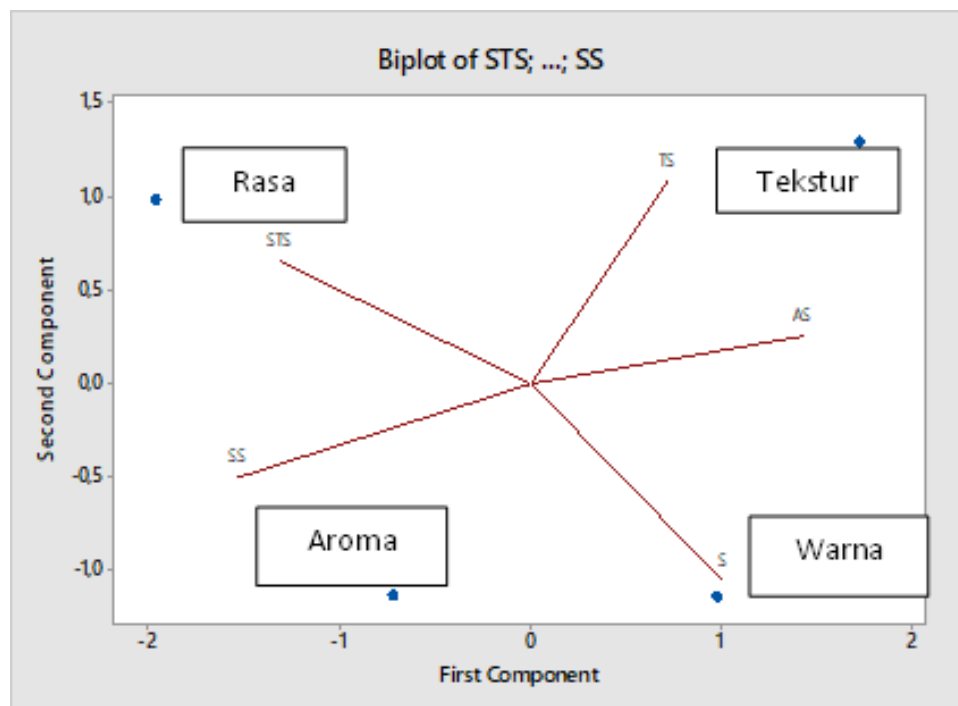 Biplot of STS; ...; SS
1,5
Rasa
TS
Tekstur
1,0
STS
0,5
AS
Second Component
0,0
SS
-0,5
Aroma
S
Warna
-1,0
-2
-1
0
1
2
First Component